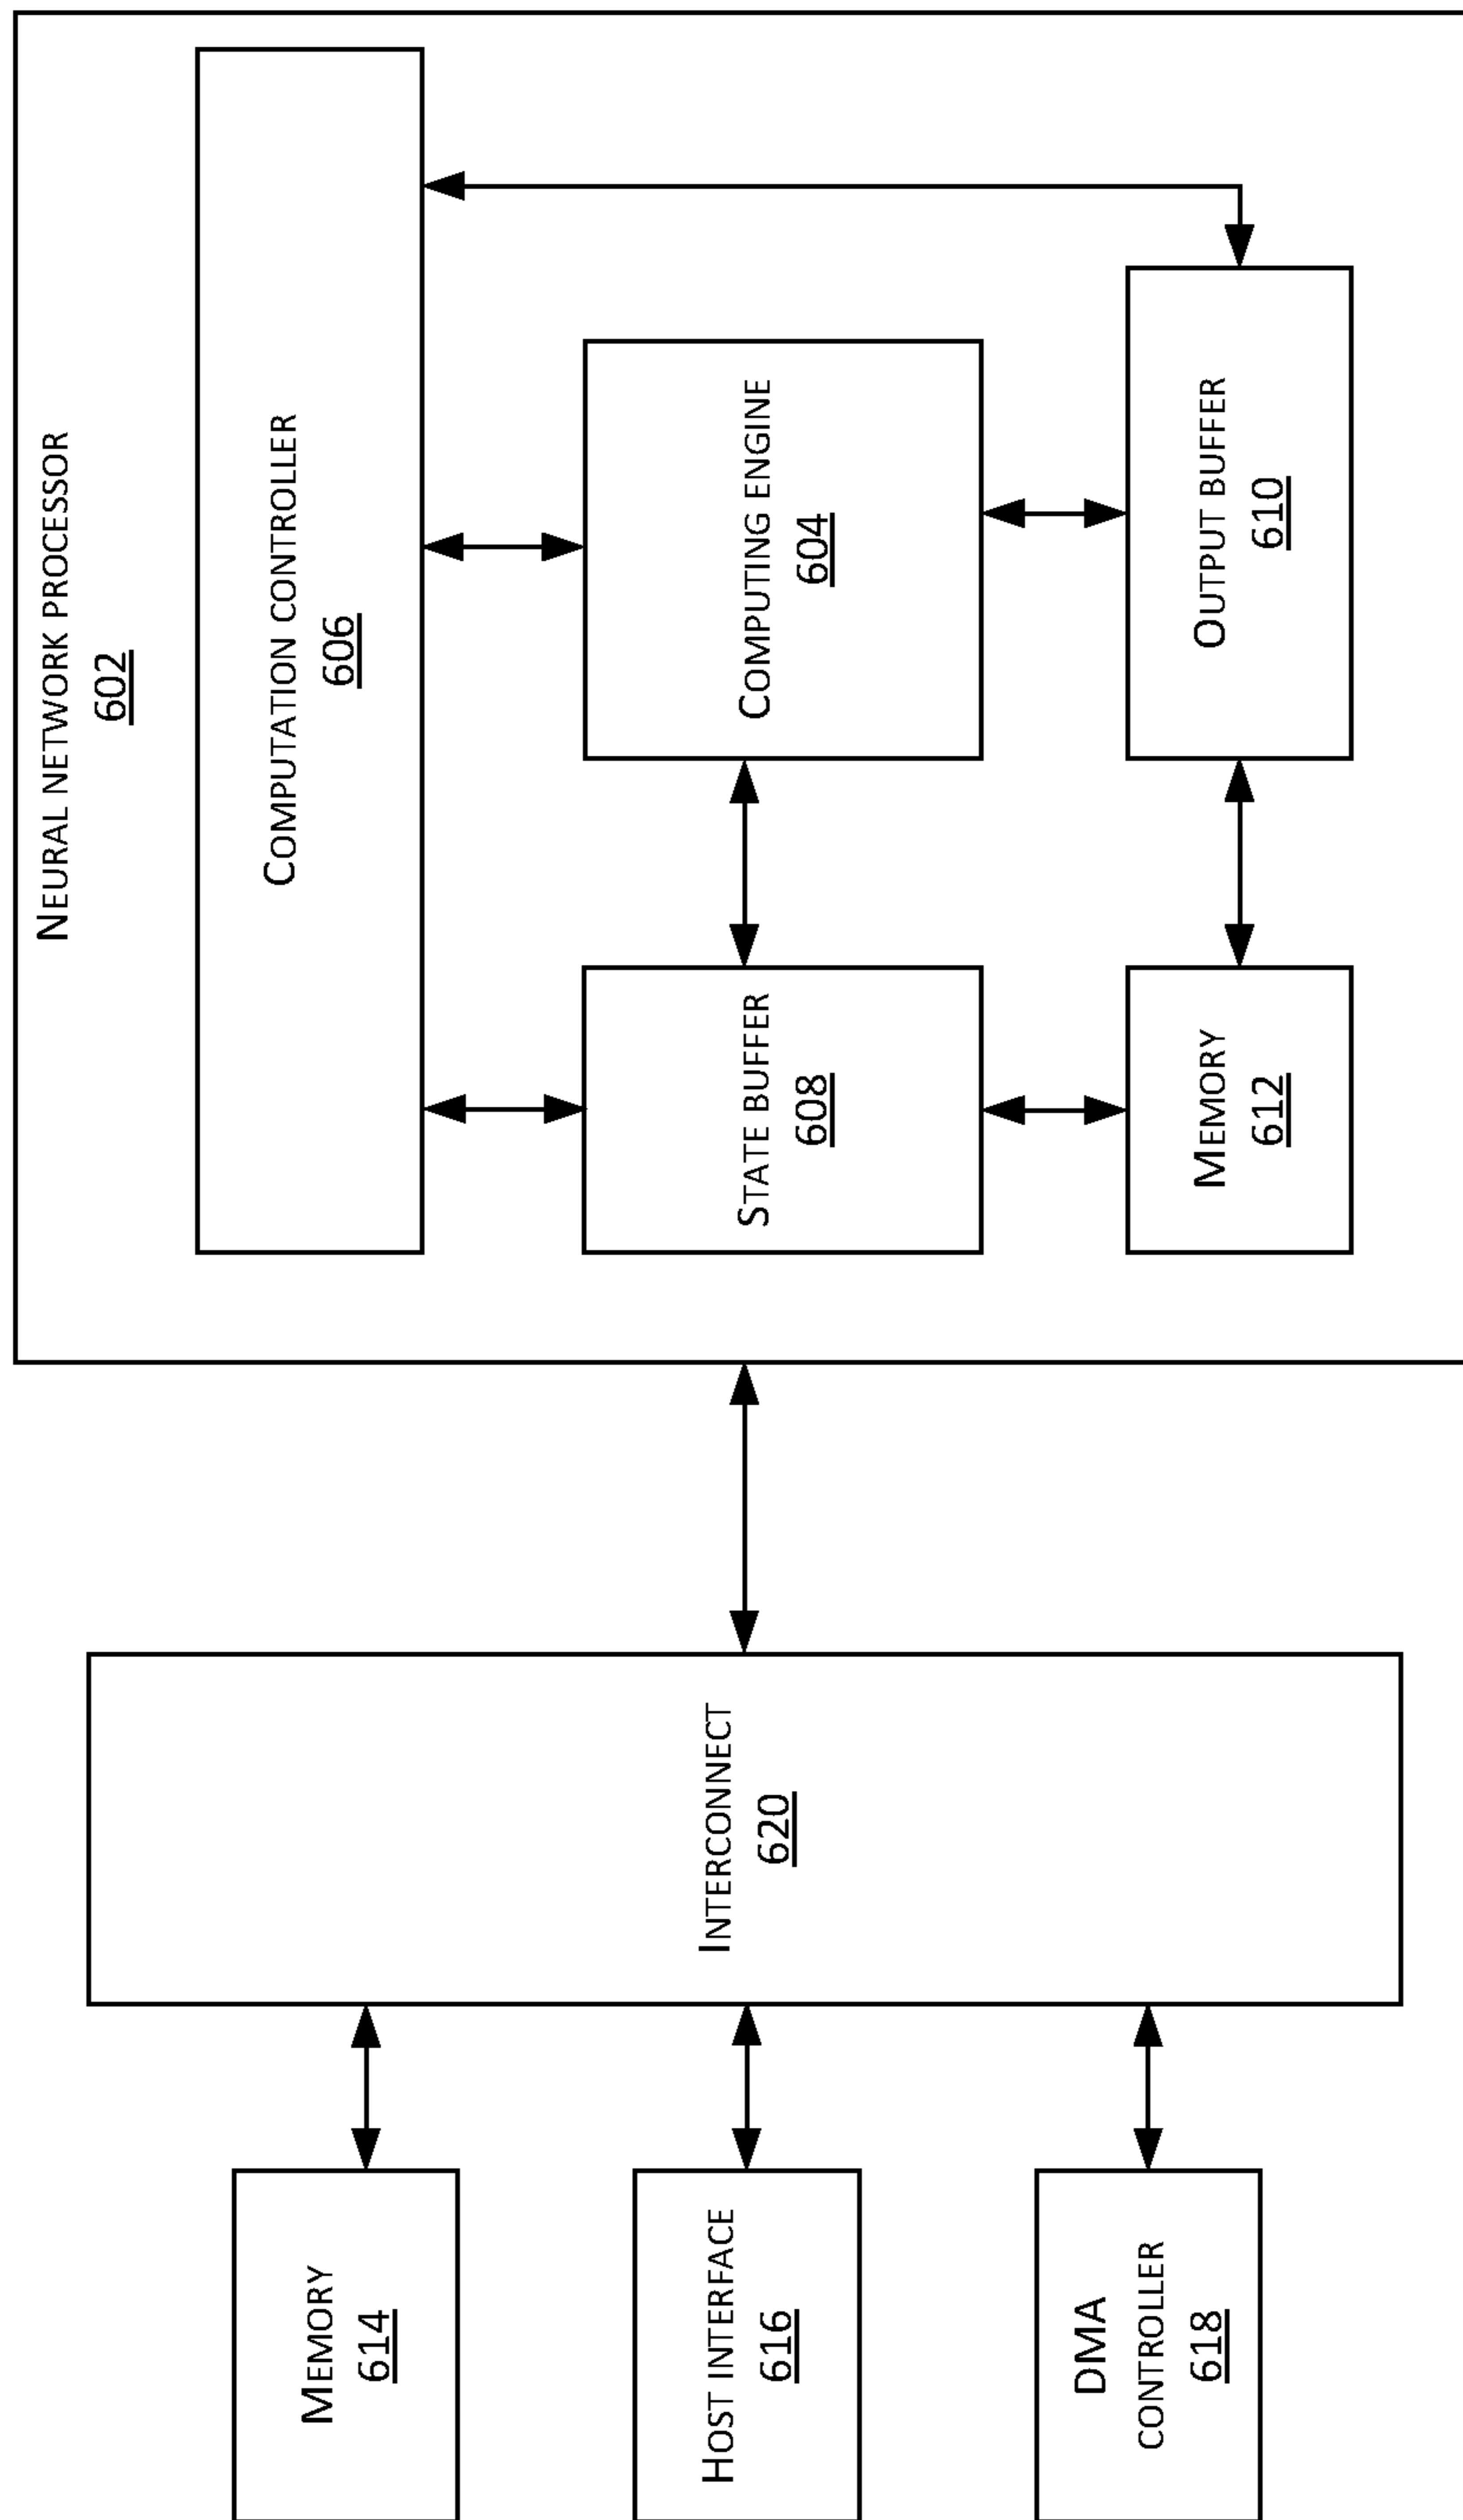 NEURAL NETWORK PROCESSOR
602
COMPUTATION CONTROLLER
606
STATE BUFFER
608
COMPUTING ENGINE
604
MEMORY
612
OUTPUT BUFFER
610
INTERCONNECT
620
MEMORY
614
HOST INTERFACE
616
DMA
CONTROLLER
618